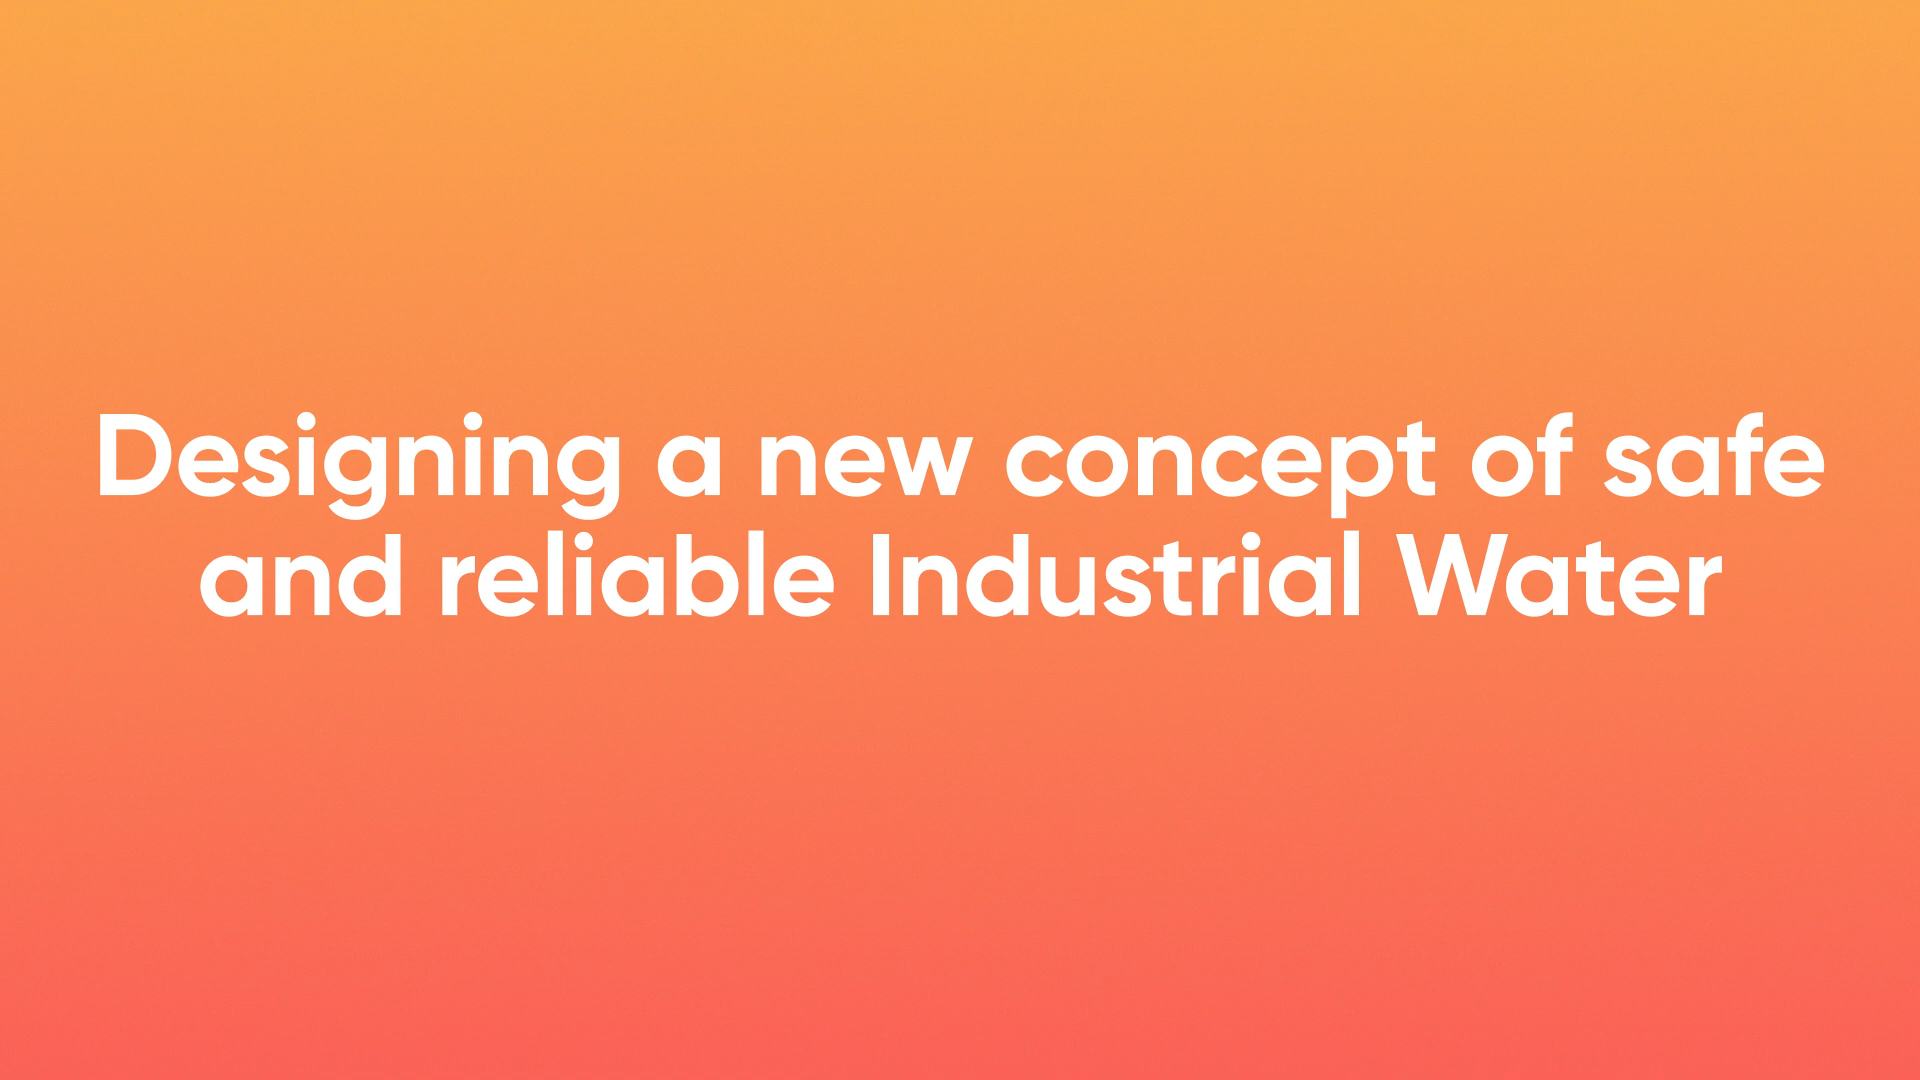 Designing a new concept of safe
and reliable Industrial Water